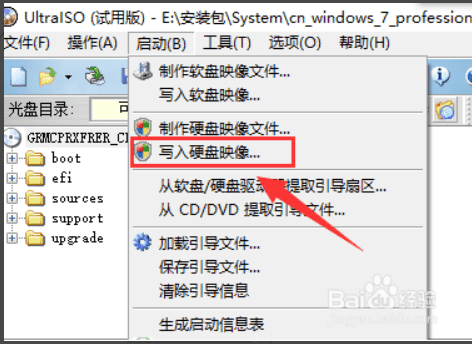 UltraISO (试用版) - E:\安装包\System\cn_windows_7_profession
文件(F) 操作(A) 启动(B) 工具(T) 选项(O) 帮助(H)
制作软盘映像文件...
写入软盘映像...
光盘目录: 可
制作硬盘映像文件...
GRMCPRXFRER_C
写入硬盘映像...
boot
efi
从软盘/硬盘驱动器提取引导扇区...
sources
从 CD/DVD 提取引导文件...
support
upgrade
加载引导文件...
保存引导文件...
清除引导信息
生成启动信息表
Baidu 经验
jingyan.baidu.com